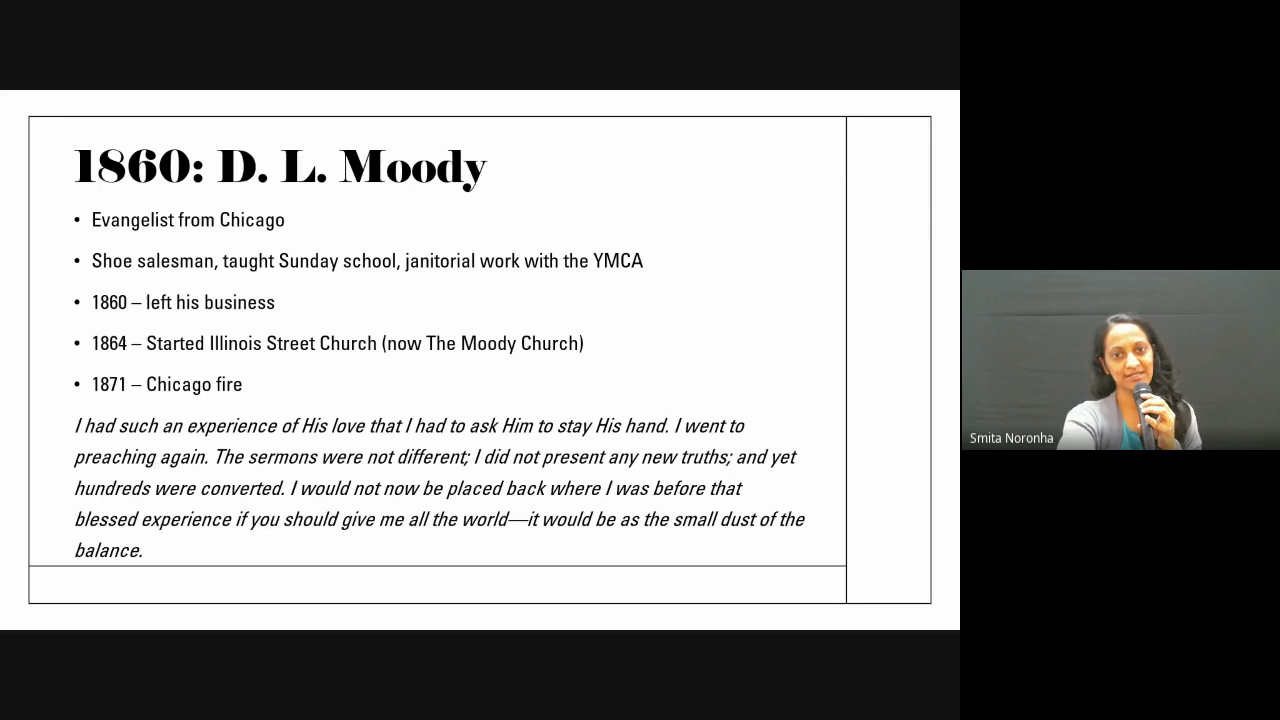 1860: D. L. Moody
• Evangelist from Chicago
• Shoe salesman, taught Sunday school, janitorial work with the YMCA
• 1860 – left his business
• 1864 – Started Illinois Street Church (now The Moody Church)
• 1871 – Chicago fire
I had such an experience of His love that I had to ask Him to stay His hand. I went to
preaching again. The sermons were not different; I did not present any new truths; and yet
hundreds were converted. I would not now be placed back where I was before that
blessed experience if you should give me all the world—it would be as the small dust of the
balance.
Smita Noronha